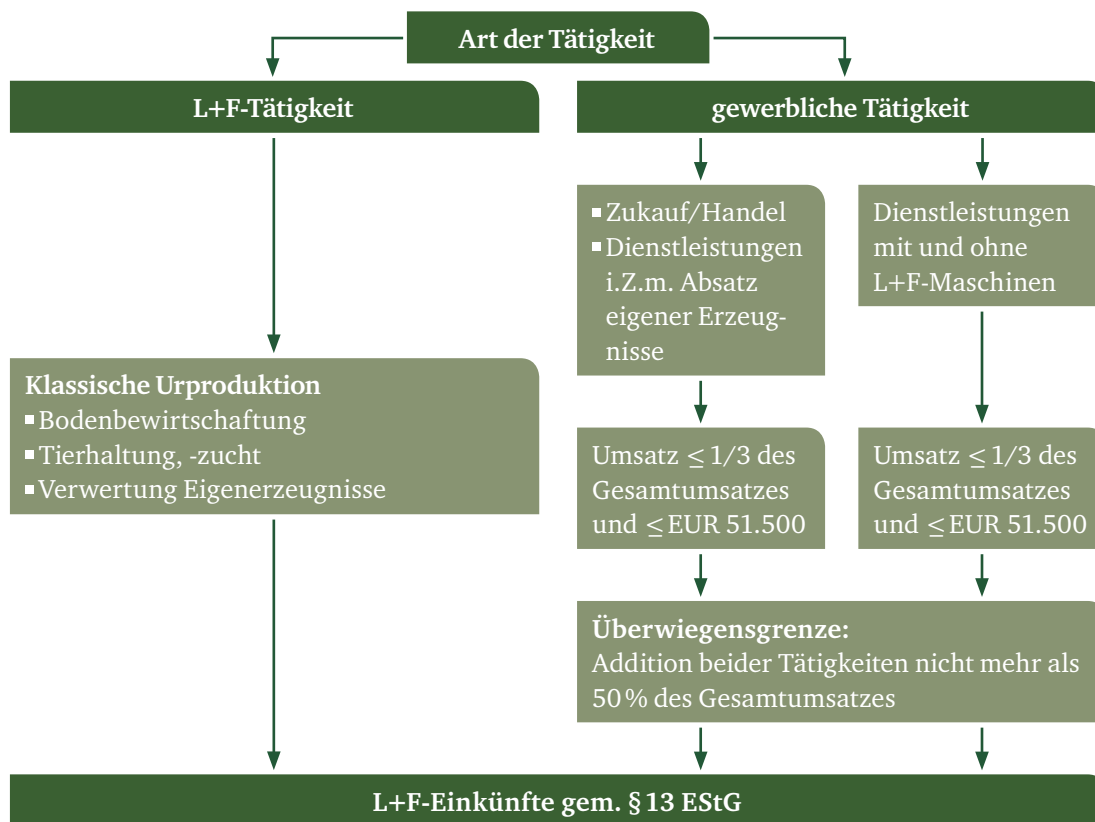 Art der Tätigkeit
L+F-Tätigkeit
gewerbliche Tätigkeit
▪ Zukauf/Handel
▪ Dienstleistungen
i.Z.m. Absatz
eigener Erzeug-
nisse
Dienstleistungen
mit und ohne
L+F-Maschinen
Klassische Urproduktion
▪ Bodenbewirtschaftung
▪ Tierhaltung, -zucht
▪ Verwertung Eigenerzeugnisse
Umsatz ≤ 1/3 des
Gesamtumsatzes
und ≤ EUR 51.500
Umsatz ≤ 1/3 des
Gesamtumsatzes
und ≤ EUR 51.500
Überwiegensgrenze:
Addition beider Tätigkeiten nicht mehr als
50 % des Gesamtumsatzes
L+F-Einkünfte gem. § 13 EStG